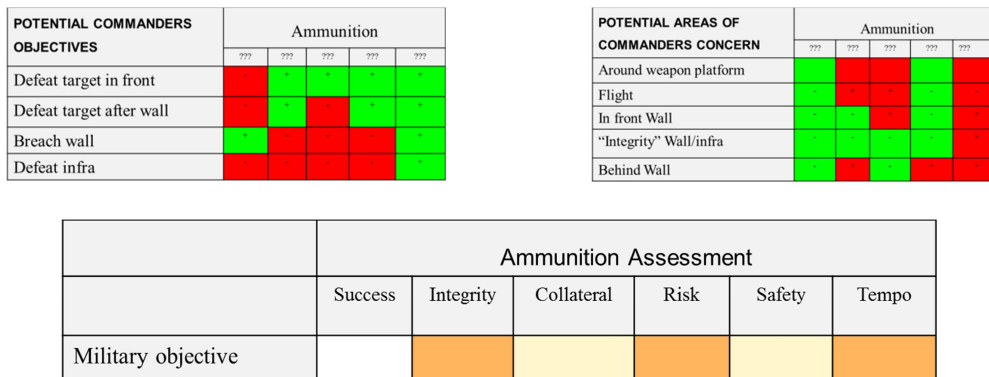 POTENTIAL COMMANDERS
OBJECTIVES
Ammunition
??? ??? ??? ??? ???
Defeat target in front - + + + +
Defeat target after wall - + - + +
Breach wall + - - - +
Defeat infra - - - - +
POTENTIAL AREAS OF
COMMANDERS CONCERN
Ammunition
??? ??? ??? ??? ???
Around weapon platform
Flight - + + - -
In front Wall - - + - +
“Integrity” Wall/infra - - - - +
Behind Wall - + - + +
Ammunition Assessment
Success Integrity Collateral Risk Safety Tempo
Military objective